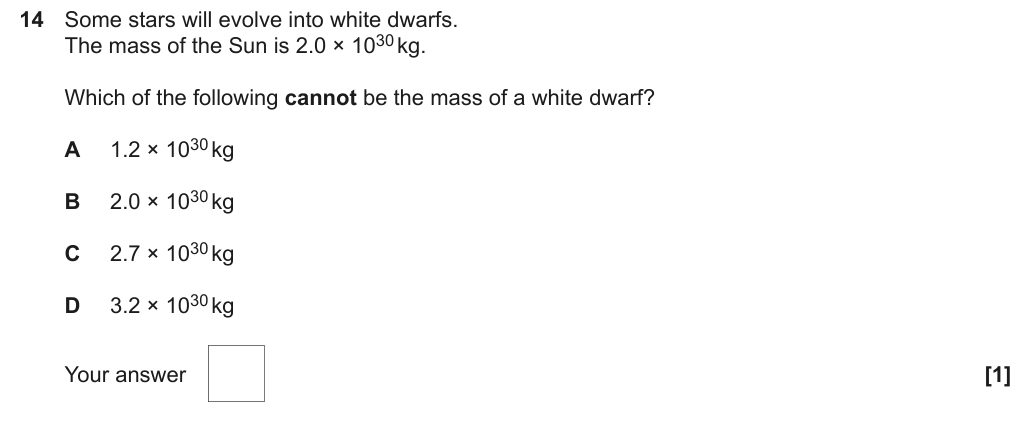 14 Some stars will evolve into white dwarfs.
The mass of the Sun is 2.0 × 10³⁰ kg.
Which of the following cannot be the mass of a white dwarf?
A 1.2 × 10³⁰ kg
B 2.0 × 10³⁰ kg
C 2.7 × 10³⁰ kg
D 3.2 × 10³⁰ kg
Your answer [1]